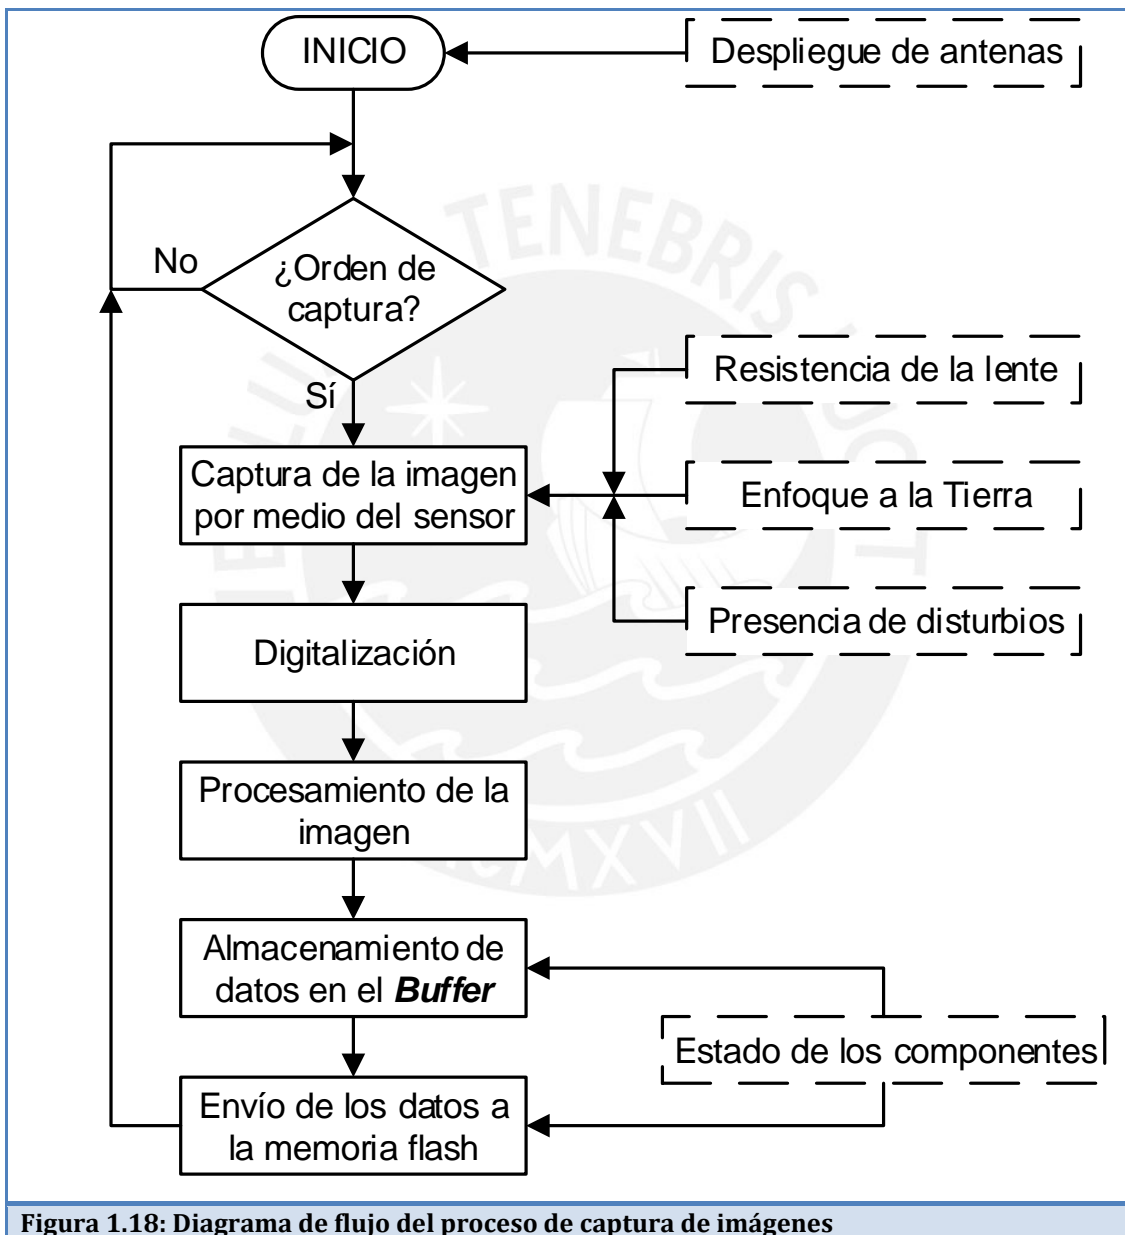 INICIO
Despliegue de antenas
No
¿Orden de
captura?
Sí
Resistencia de la lente
Captura de la imagen
por medio del sensor
Enfoque a la Tierra
Presencia de disturbios
Digitalización
Procesamiento de la
imagen
Almacenamiento de
datos en el Buffer
Estado de los componentes
Envío de los datos a
la memoria flash
Figura 1.18: Diagrama de flujo del proceso de captura de imágenes
TENEBRIS
MCMXVII